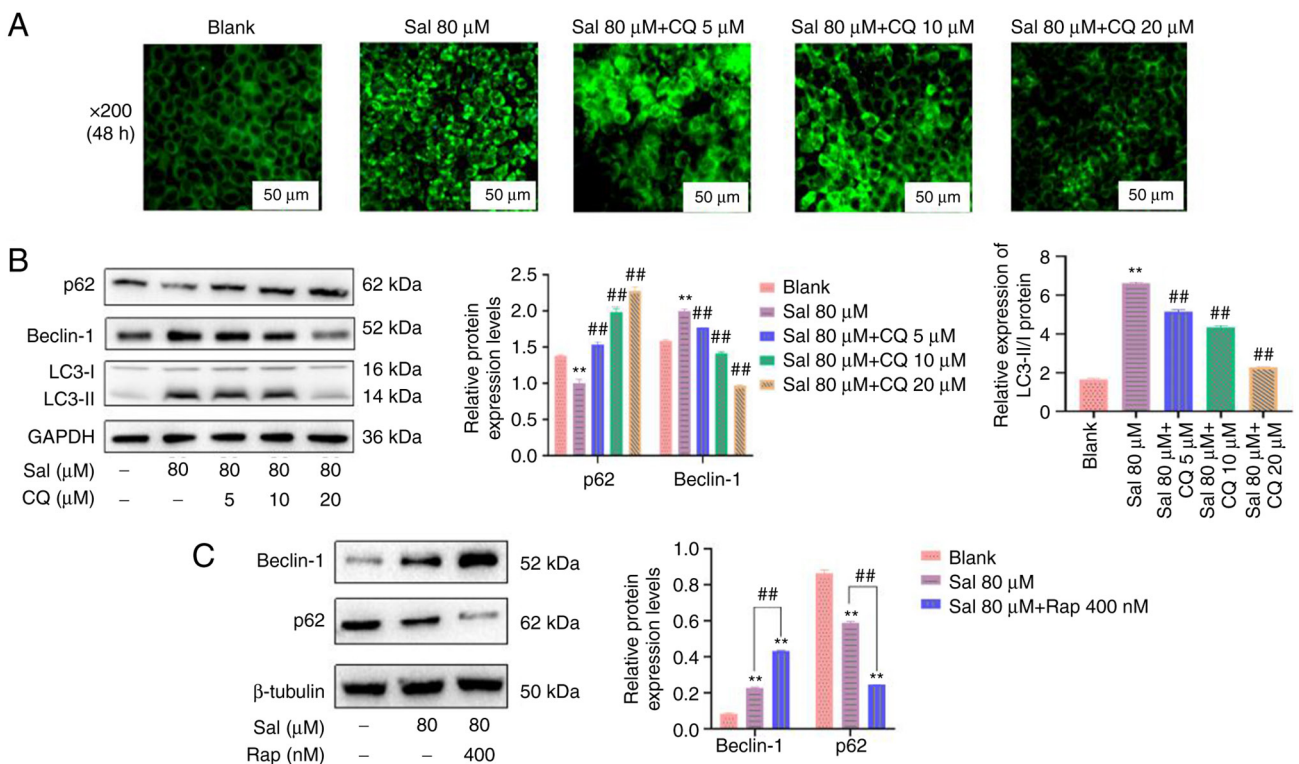 A
Blank
Sal 80 μM
Sal 80 μM+CQ 5 μM
Sal 80 μM+CQ 10 μM
Sal 80 μM+CQ 20 μM
×200
(48 h)
50 μm
50 μm
50 μm
50 μm
50 μm
B
p62
62 kDa
Beclin-1
52 kDa
LC3-I
16 kDa
LC3-II
14 kDa
GAPDH
36 kDa
Sal (μM)
–
80
80
80
80
CQ (μM)
–
–
5
10
20
Relative protein
expression levels
2.5
2.0
1.5
1.0
0.5
0.0
**
##
##
##
**
##
##
##
p62
Beclin-1
Blank
Sal 80 μM
Sal 80 μM+CQ 5 μM
Sal 80 μM+CQ 10 μM
Sal 80 μM+CQ 20 μM
Relative expression of
LC3-II/I protein
8
6
4
2
0
**
##
##
##
Blank
Sal 80 μM
Sal 80 μM+
CQ 5 μM
Sal 80 μM+
CQ 10 μM
Sal 80 μM+
CQ 20 μM
C
Beclin-1
52 kDa
p62
62 kDa
β-tubulin
50 kDa
Sal (μM)
–
80
80
Rap (nM)
–
–
400
Relative protein
expression levels
1.0
0.8
0.6
0.4
0.2
0.0
##
**
**
##
**
**
Beclin-1
p62
Blank
Sal 80 μM
Sal 80 μM+Rap 400 nM